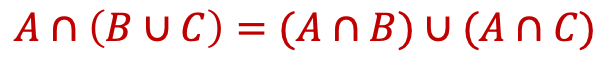 A ∩ (B ∪ C) = (A ∩ B) ∪ (A ∩ C)